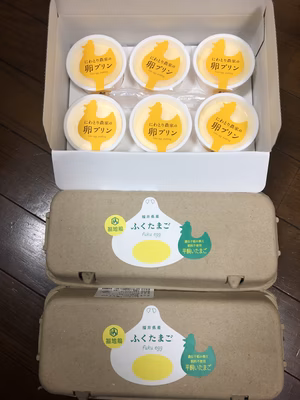 にわとり農家の
卵プリン
にわとり農家の
卵プリン
にわとり農家の
卵プリン
にわとり農家の
卵プリン
にわとり農家の
卵プリン
にわとり農家の
卵プリン
福井県産
ふくたまご
Fuku egg
平飼いたまご
福井県産
ふくたまご
Fuku egg
平飼いたまご